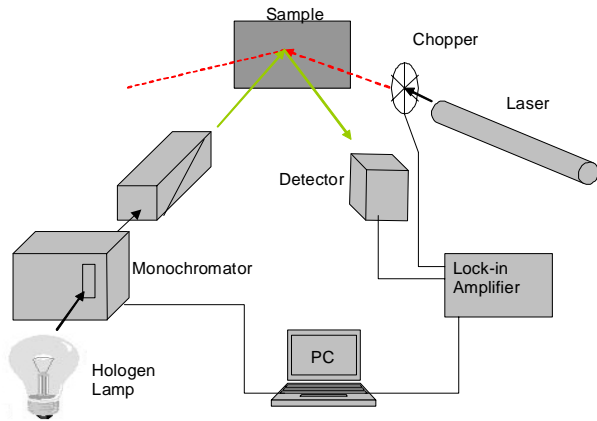 Sample
Chopper
Laser
Detector
Monochromator
Lock-in
Amplifier
PC
Hologen
Lamp